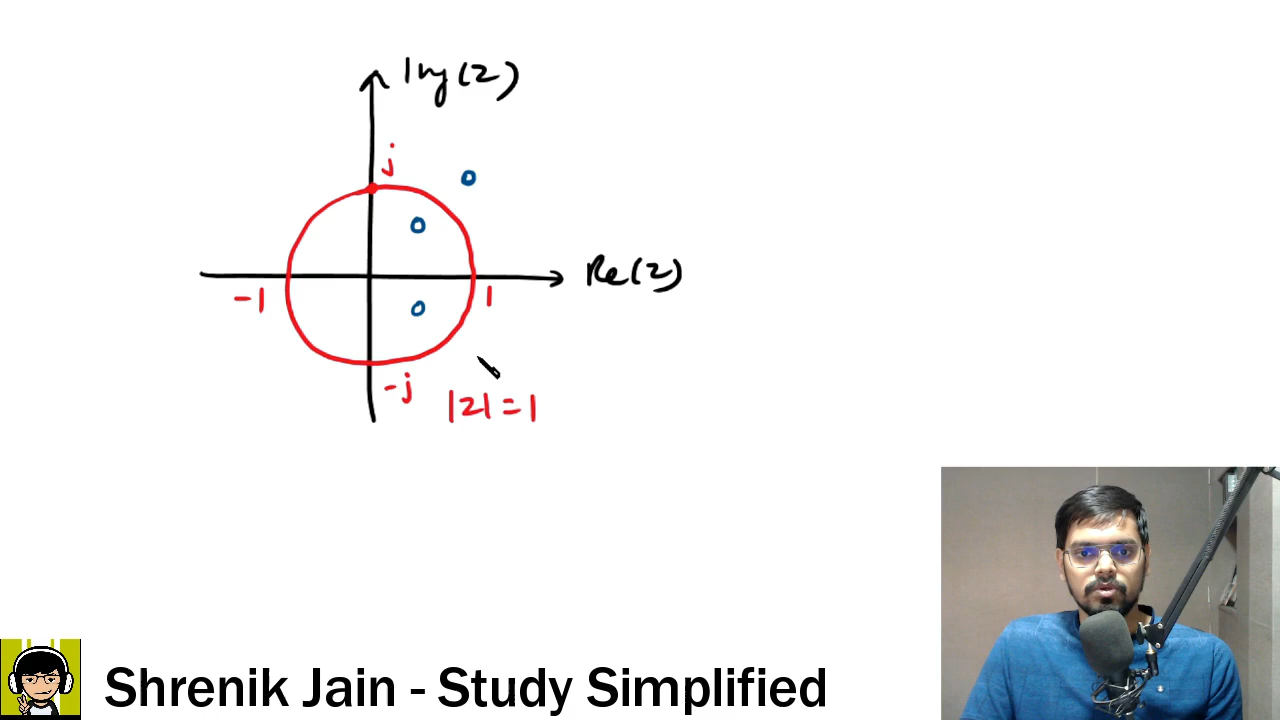 Img(z)
j
Re(z)
-1
1
-j
|z| = 1
Shrenik Jain - Study Simplified